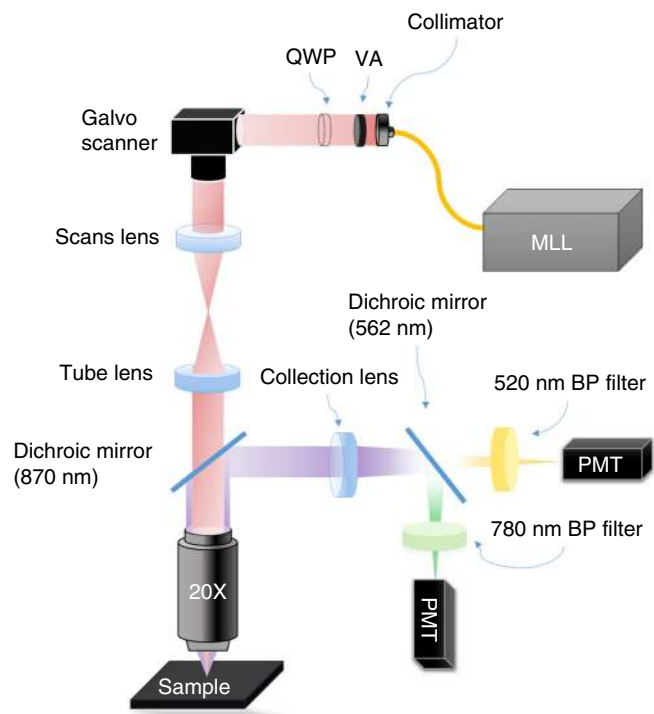 Collimator
QWP
VA
Galvo
scanner
MLL
Scans lens
Dichroic mirror
(562 nm)
Tube lens
Collection lens
520 nm BP filter
Dichroic mirror
(870 nm)
PMT
780 nm BP filter
20X
PMT
Sample